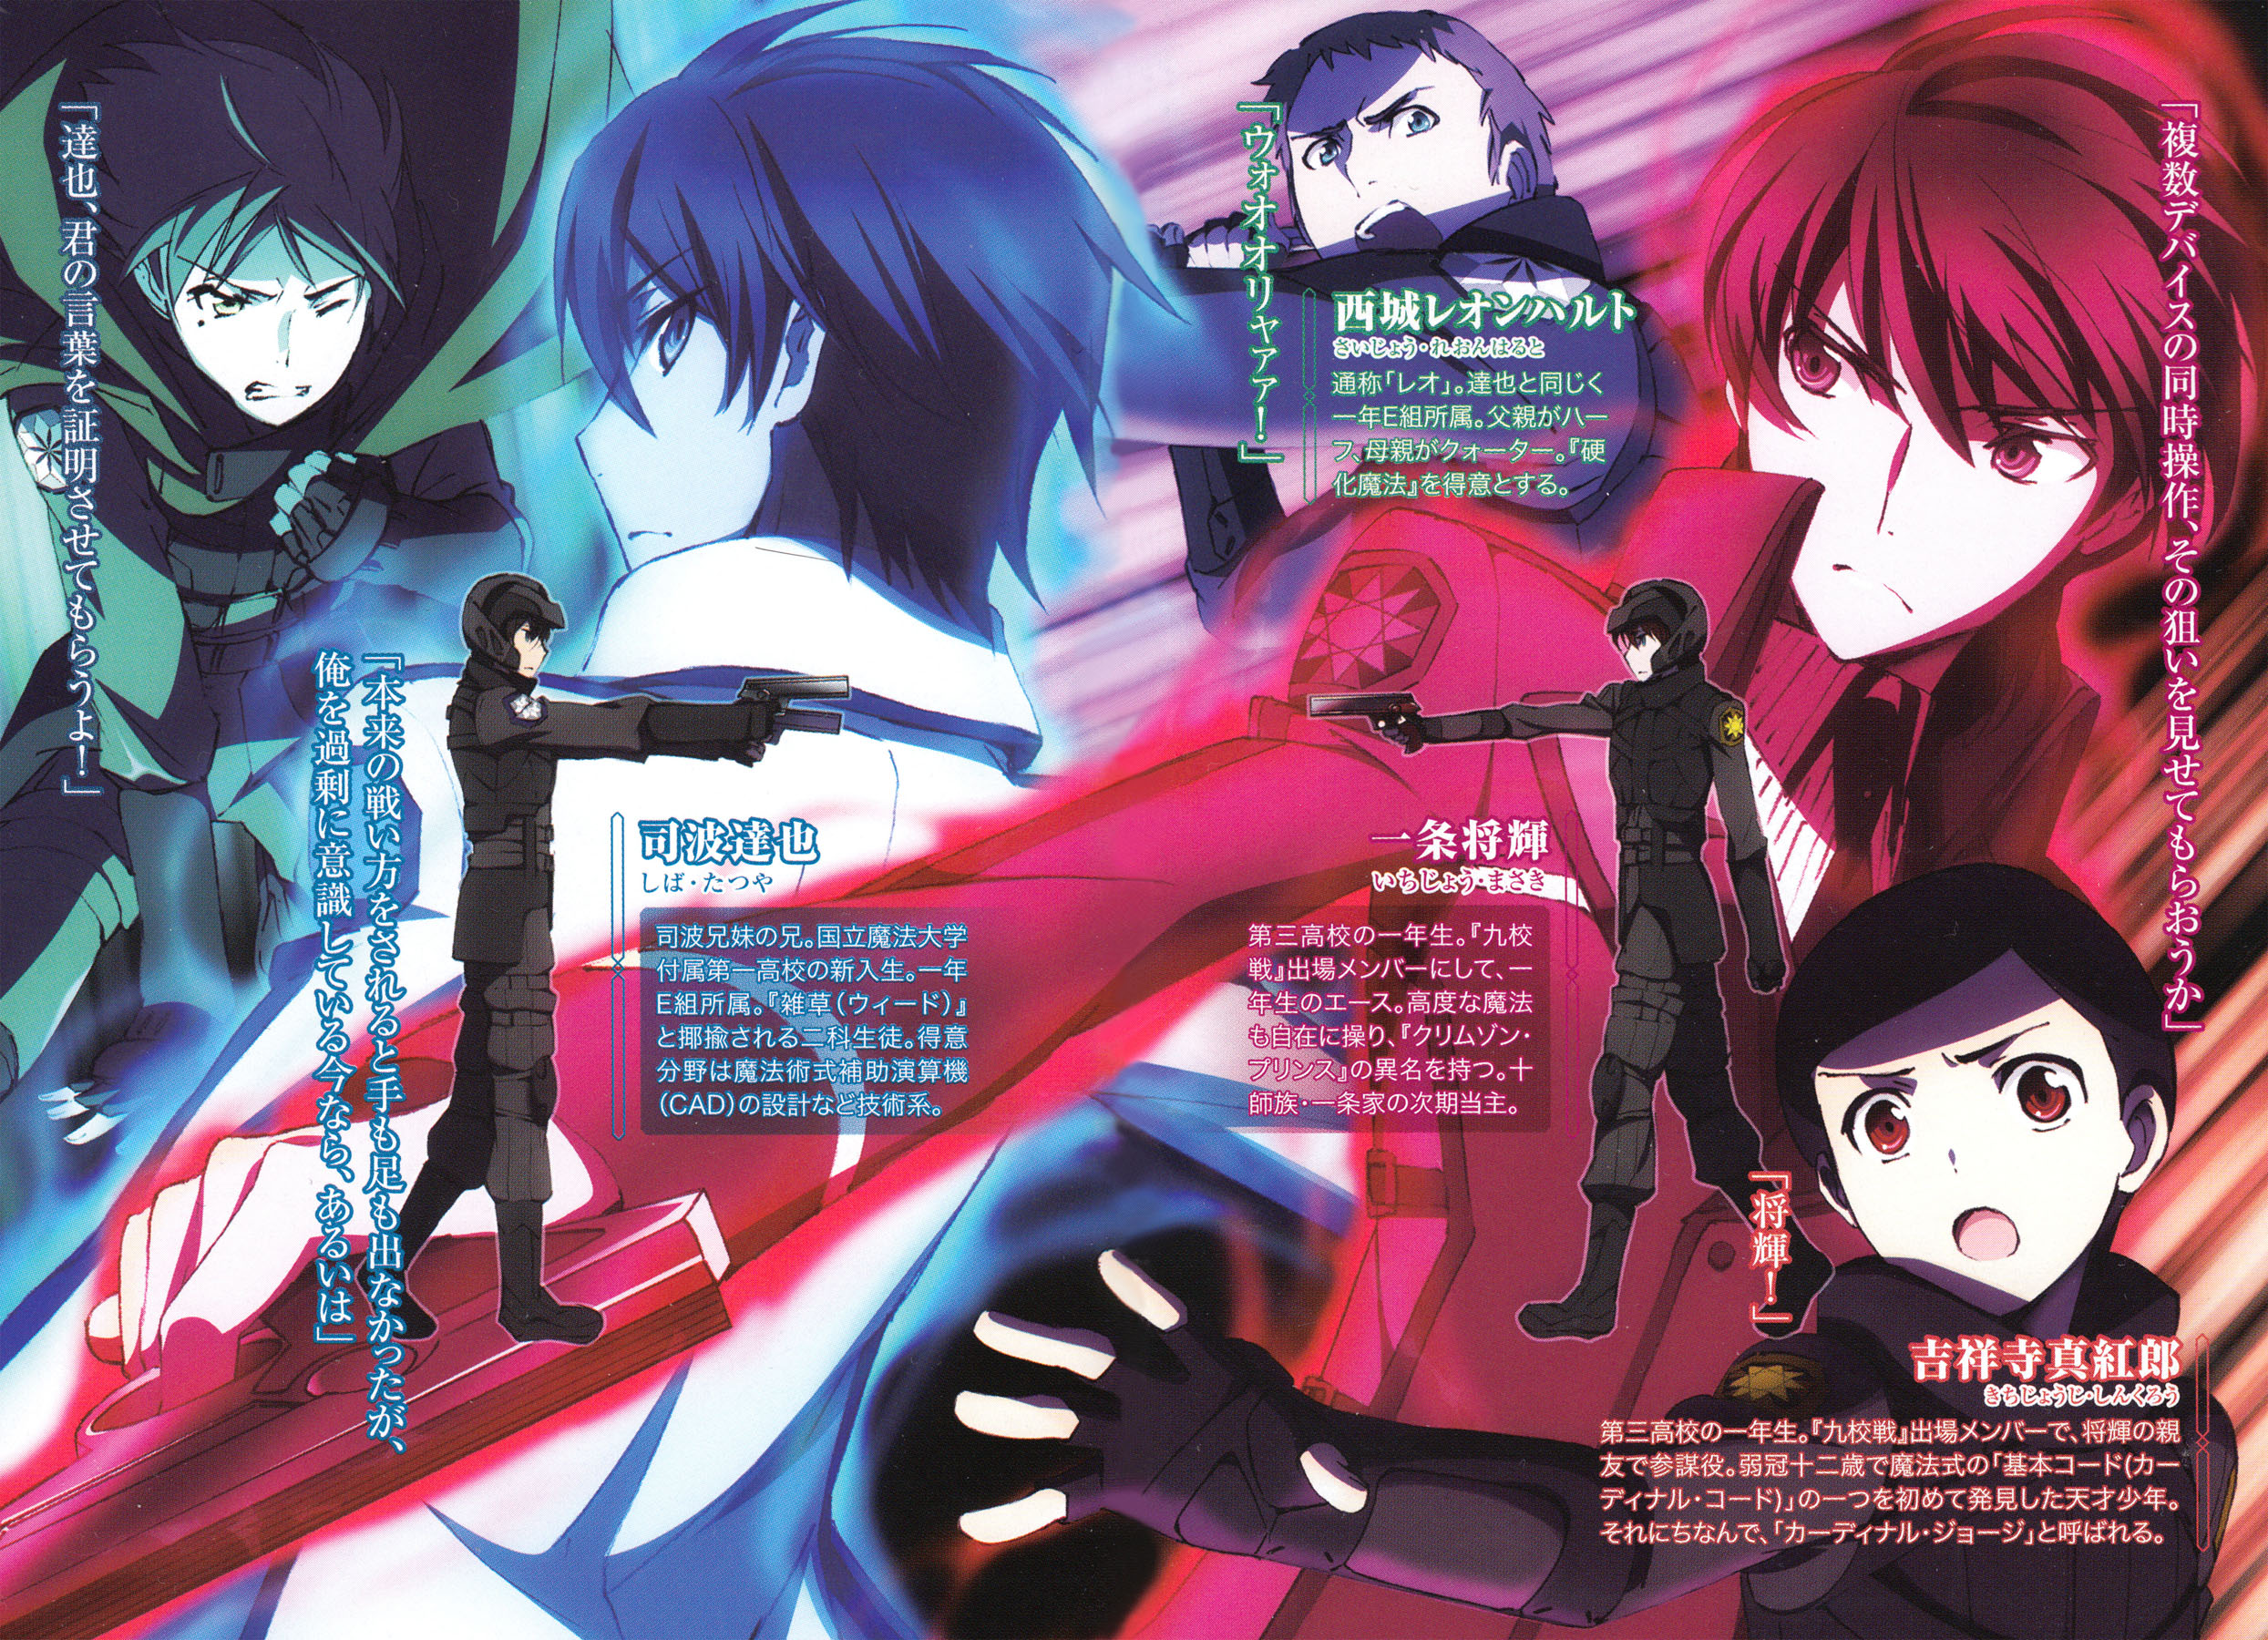 「複数デバイスの同時操作、その狙いを見せてもらおうか」
「ウォオオリャァァ!」
西城レオンハルト
さいじょう・れおんはると
通称「レオ」。達也と同じく
一年E組所属。父親がハー
フ、母親がクォーター。『硬
化魔法』を得意とする。
一条将輝
いちじょう・まさき
第三高校の一年生。『九校
戦』出場メンバーにして、一
年生のエース。高度な魔法
も自在に操り、『クリムゾン・
プリンス』の異名を持つ。十
師族・一条家の次期当主。
「将輝!」
吉祥寺真紅郎
きちじょうじ・しんくろう
第三高校の一年生。『九校戦』出場メンバーで、将輝の親
友で参謀役。弱冠十二歳で魔法式の「基本コード(カー
ディナル・コード)」の一つを初めて発見した天才少年。
それにちなんで、「カーディナル・ジョージ」と呼ばれる。
司波達也
しば・たつや
司波兄妹の兄。国立魔法大学
付属第一高校の新入生。一年
E組所属。『雑草(ウィード)』
と揶揄される二科生徒。得意
分野は魔法術式補助演算機
(CAD)の設計など技術系。
「本来の戦い方をされると手も足も出なかったが、
俺を過剰に意識している今なら、あるいは」
「達也、君の言葉を証明させてもらうよ!」